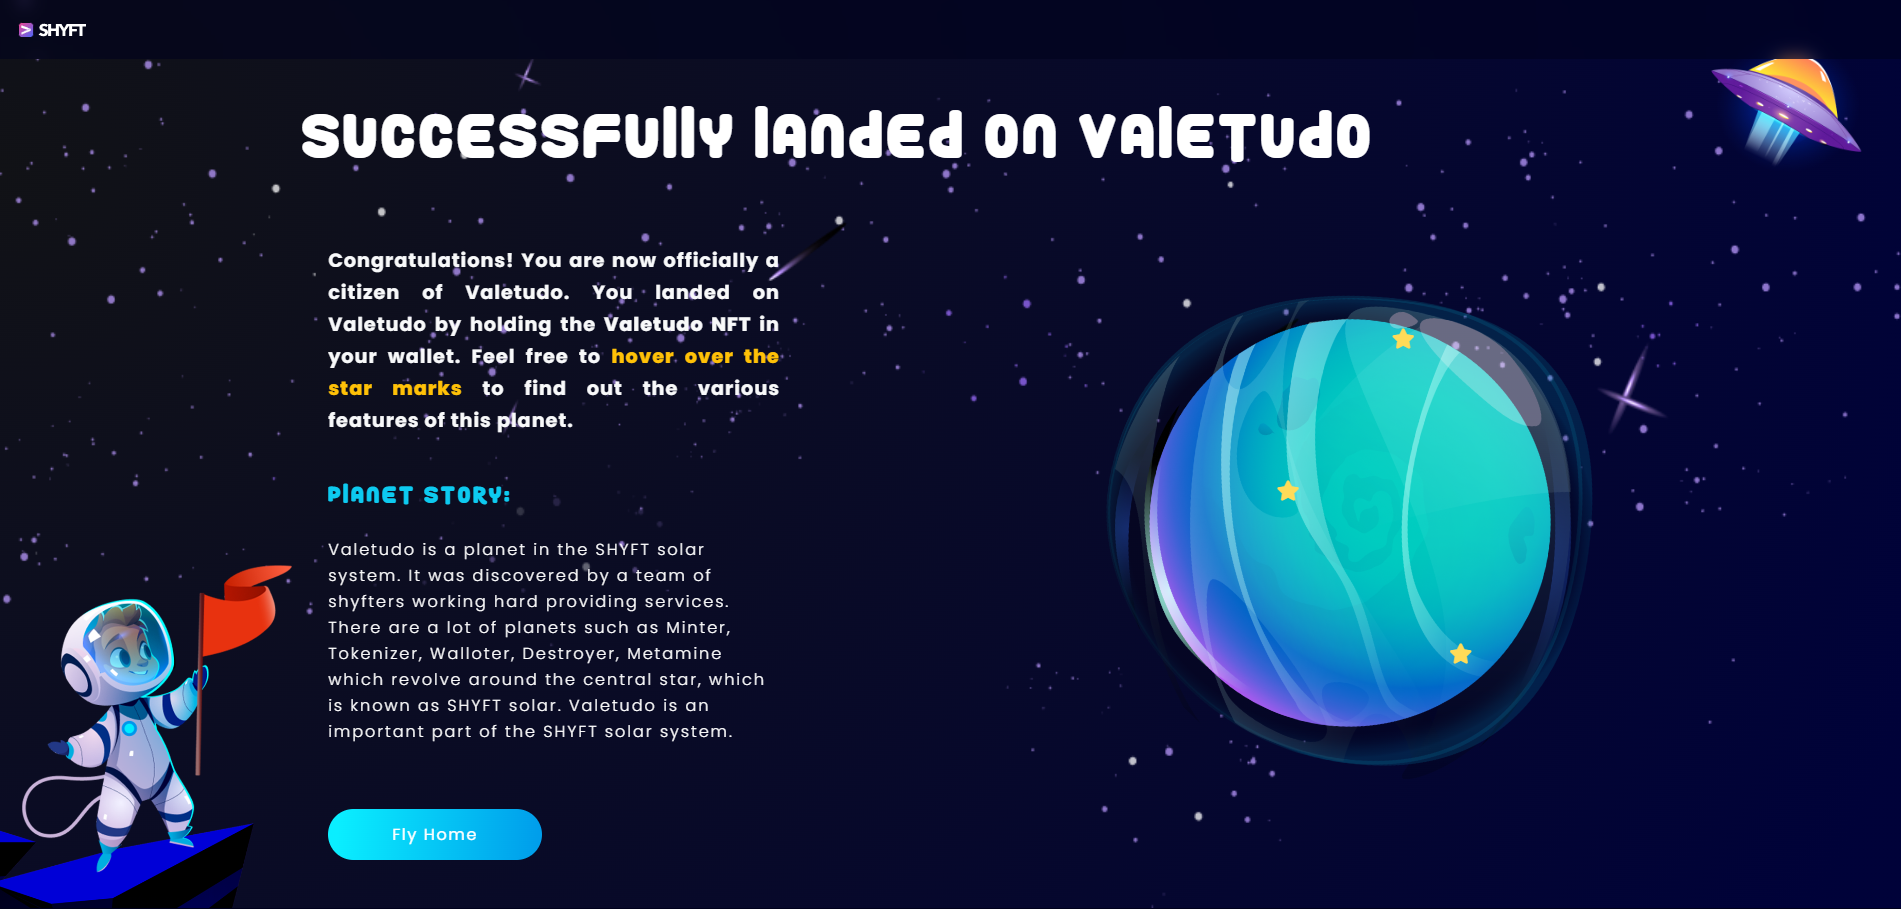 SHYFT
SUCCESSFUlly lANdEd ON VAlETUdO
Congratulations! You are now officially a
citizen of Valetudo. You landed on
Valetudo by holding the Valetudo NFT in
your wallet. Feel free to hover over the
star marks to find out the various
features of this planet.
PlANET STORY:
Valetudo is a planet in the SHYFT solar
system. It was discovered by a team of
shyfters working hard providing services.
There are a lot of planets such as Minter,
Tokenizer, Walloter, Destroyer, Metamine
which revolve around the central star, which
is known as SHYFT solar. Valetudo is an
important part of the SHYFT solar system.
Fly Home